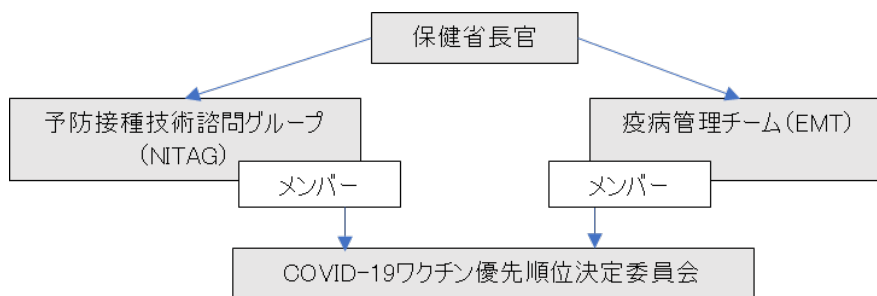 保健省長官
予防接種技術諮問グループ
（NITAG）
疫病管理チーム（EMT）
メンバー
メンバー
COVID-19ワクチン優先順位決定委員会